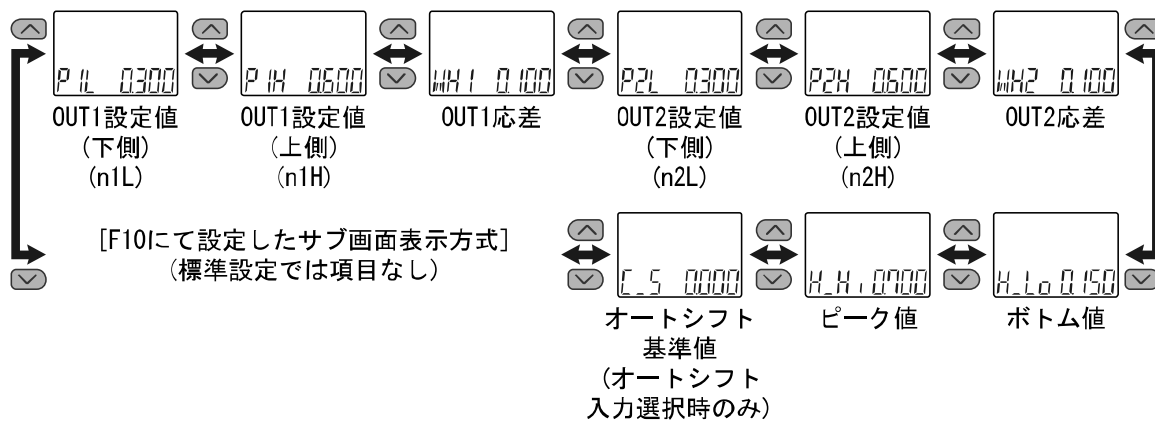 P1L 0.300
P1H 0.600
WH1 0.100
P2L 0.300
P2H 0.600
WH2 0.100
OUT1設定値
(下側)
(n1L)
OUT1設定値
(上側)
(n1H)
OUT1応差
OUT2設定値
(下側)
(n2L)
OUT2設定値
(上側)
(n2H)
OUT2応差
[F10にて設定したサブ画面表示方式]
(標準設定では項目なし)
C_S 0.000
H_Hi 0.700
H_Lo 0.150
オートシフト
基準値
(オートシフト
入力選択時のみ)
ピーク値
ボトム値